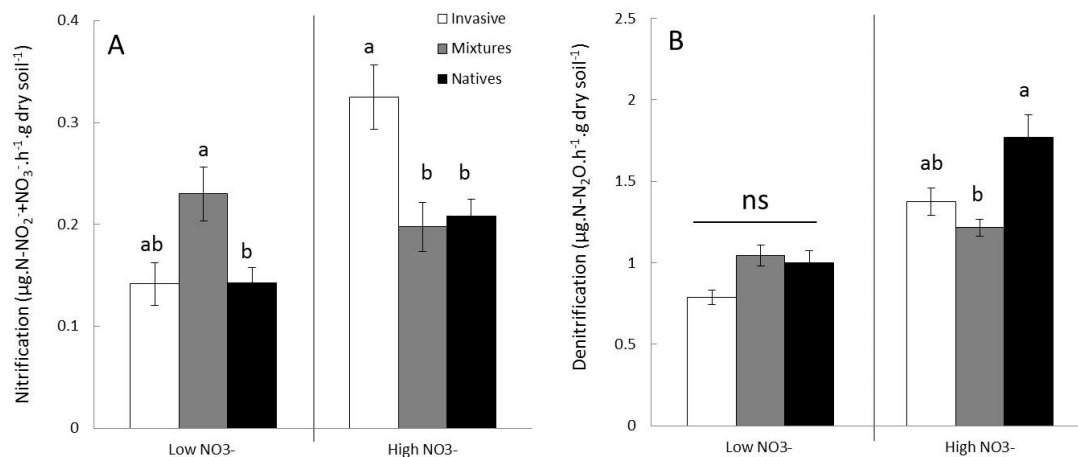 Nitrification (µg.N-NO₂⁻+NO₃⁻.h⁻¹.g dry soil⁻¹)
0.4
0.3
0.2
0.1
0
A
Invasive
Mixtures
Natives
ab
a
b
a
b
b
Low NO3-
High NO3-
Denitrification (µg.N-N₂O.h⁻¹.g dry soil⁻¹)
2.5
2
1.5
1
0.5
0
B
ns
ab
b
a
Low NO3-
High NO3-